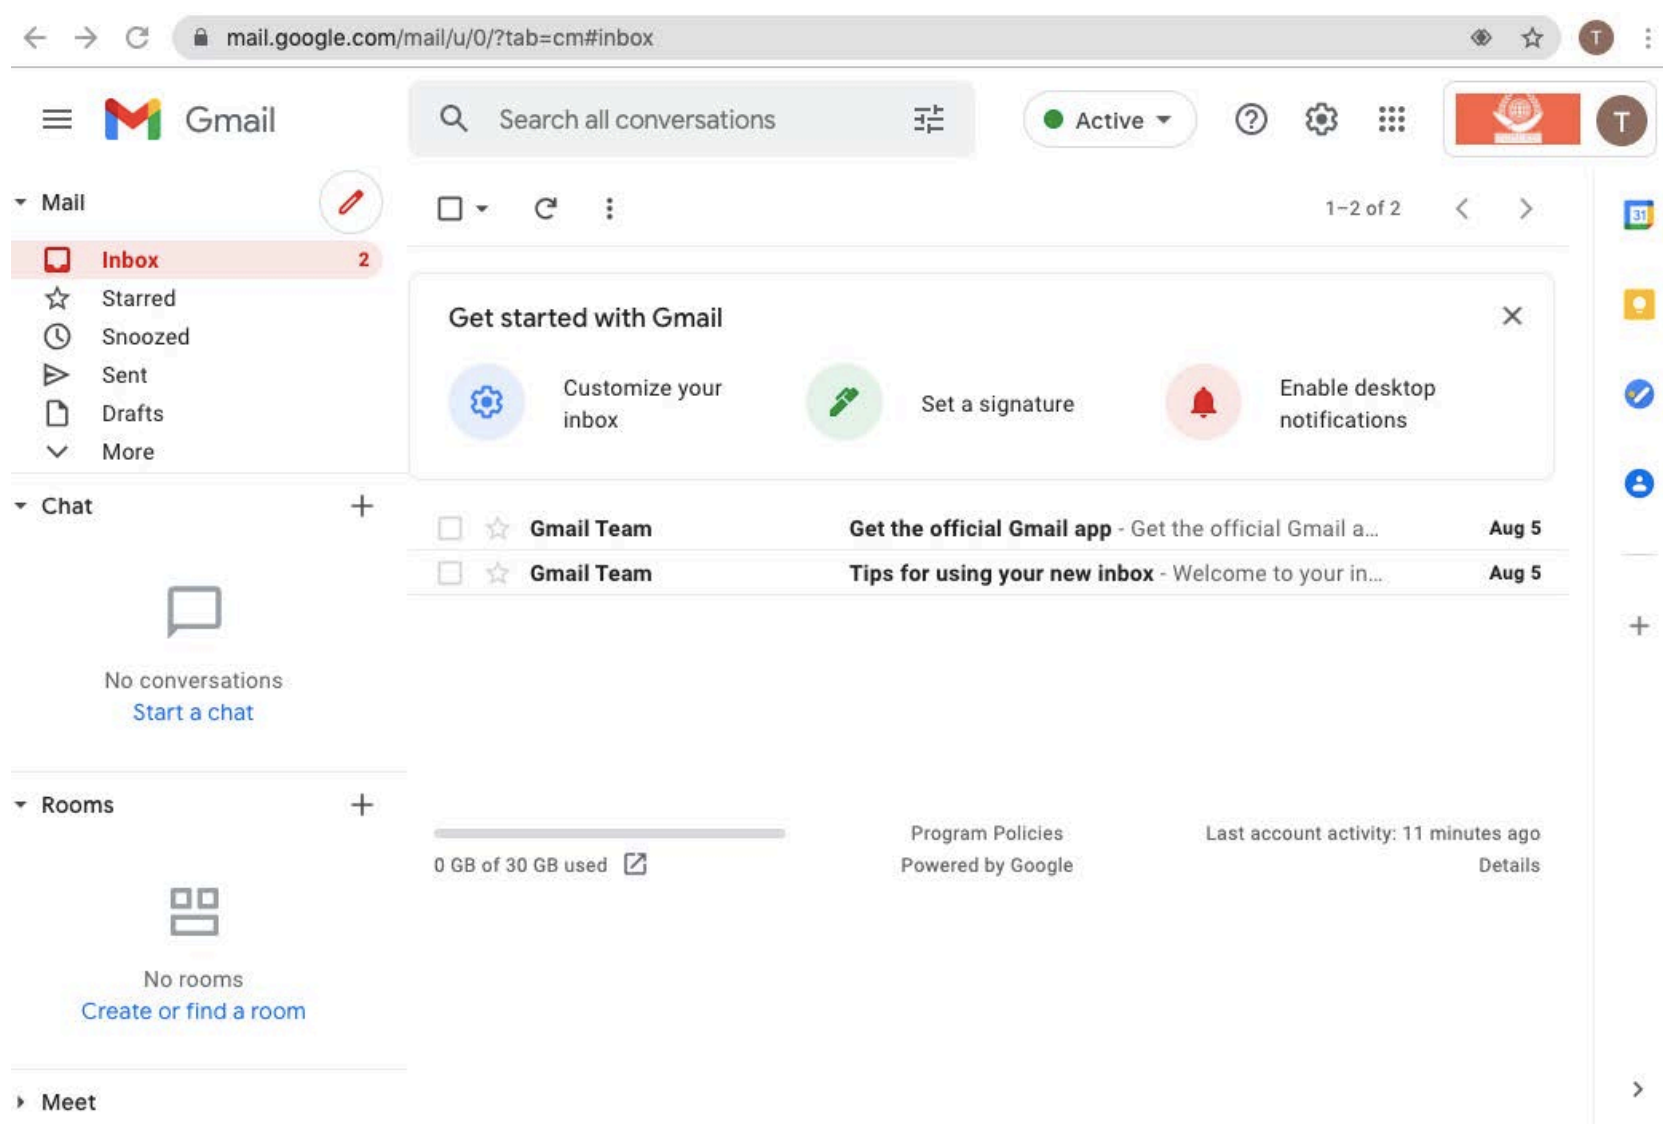 mail.google.com/mail/u/0/?tab=cm#inbox
T
Gmail
Search all conversations
Active
T
Mail
1–2 of 2
31
Inbox 2
Starred
Snoozed
Sent
Drafts
More
Get started with Gmail
Customize your
inbox
Set a signature
Enable desktop
notifications
Chat
Gmail Team Get the official Gmail app - Get the official Gmail a... Aug 5
Gmail Team Tips for using your new inbox - Welcome to your in... Aug 5
No conversations
Start a chat
Rooms
0 GB of 30 GB used
Program Policies
Powered by Google
Last account activity: 11 minutes ago
Details
No rooms
Create or find a room
Meet